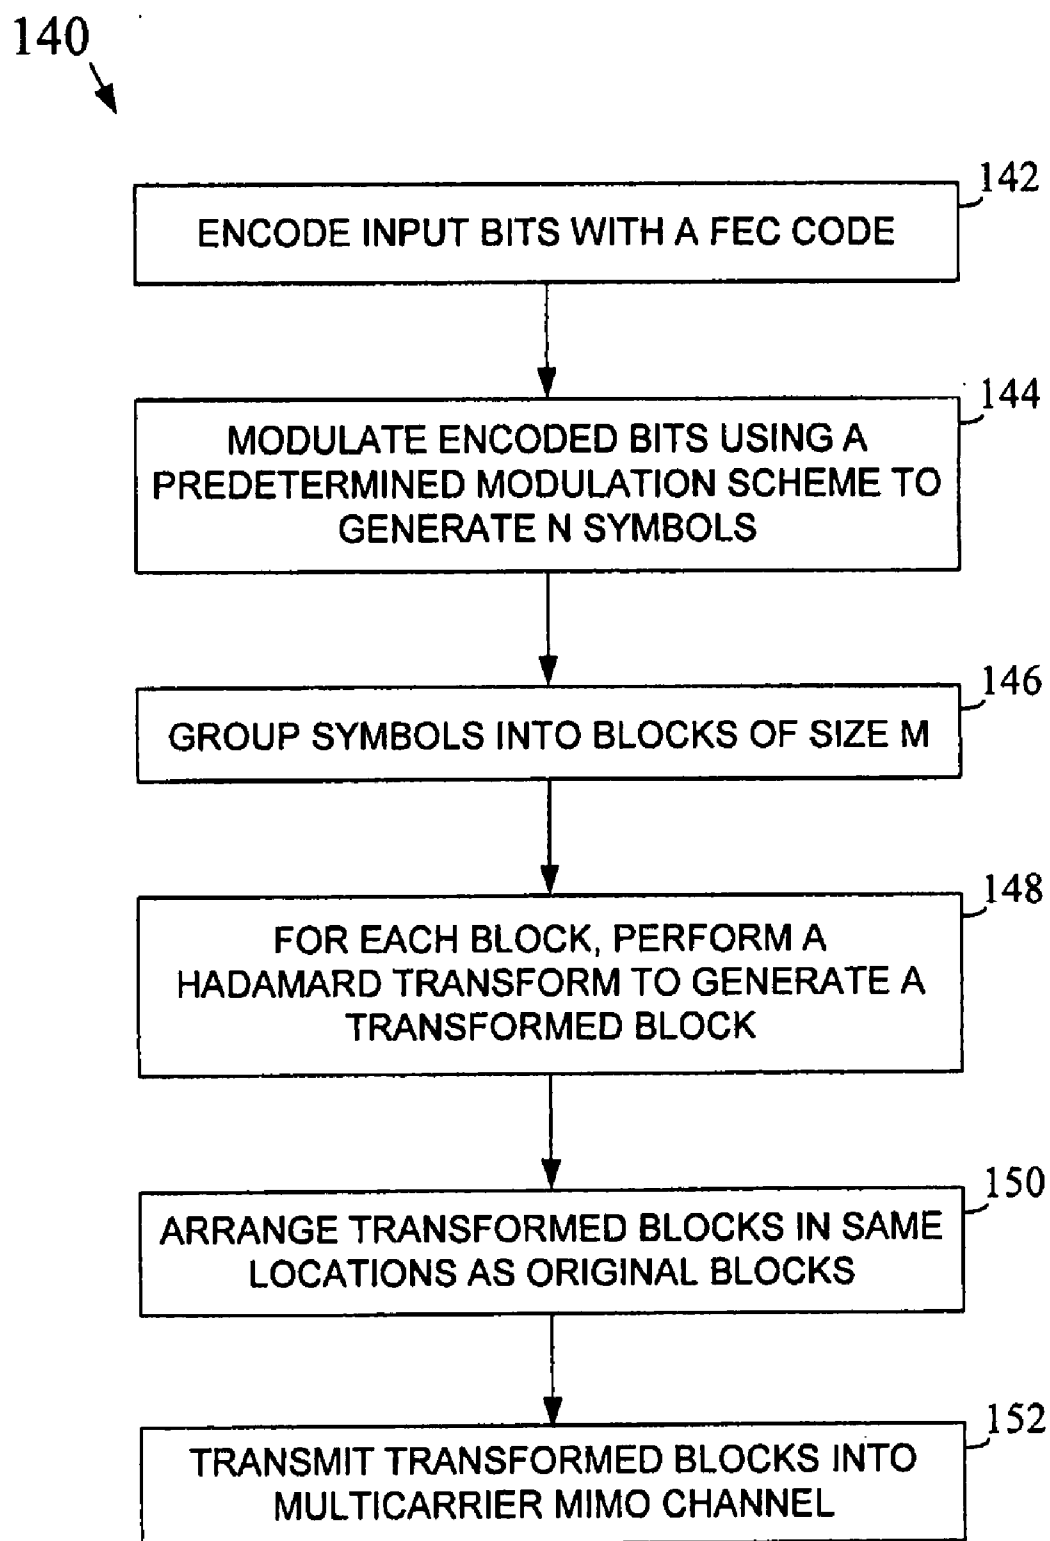 140
142
ENCODE INPUT BITS WITH A FEC CODE
144
MODULATE ENCODED BITS USING A
PREDETERMINED MODULATION SCHEME TO
GENERATE N SYMBOLS
146
GROUP SYMBOLS INTO BLOCKS OF SIZE M
148
FOR EACH BLOCK, PERFORM A
HADAMARD TRANSFORM TO GENERATE A
TRANSFORMED BLOCK
150
ARRANGE TRANSFORMED BLOCKS IN SAME
LOCATIONS AS ORIGINAL BLOCKS
152
TRANSMIT TRANSFORMED BLOCKS INTO
MULTICARRIER MIMO CHANNEL